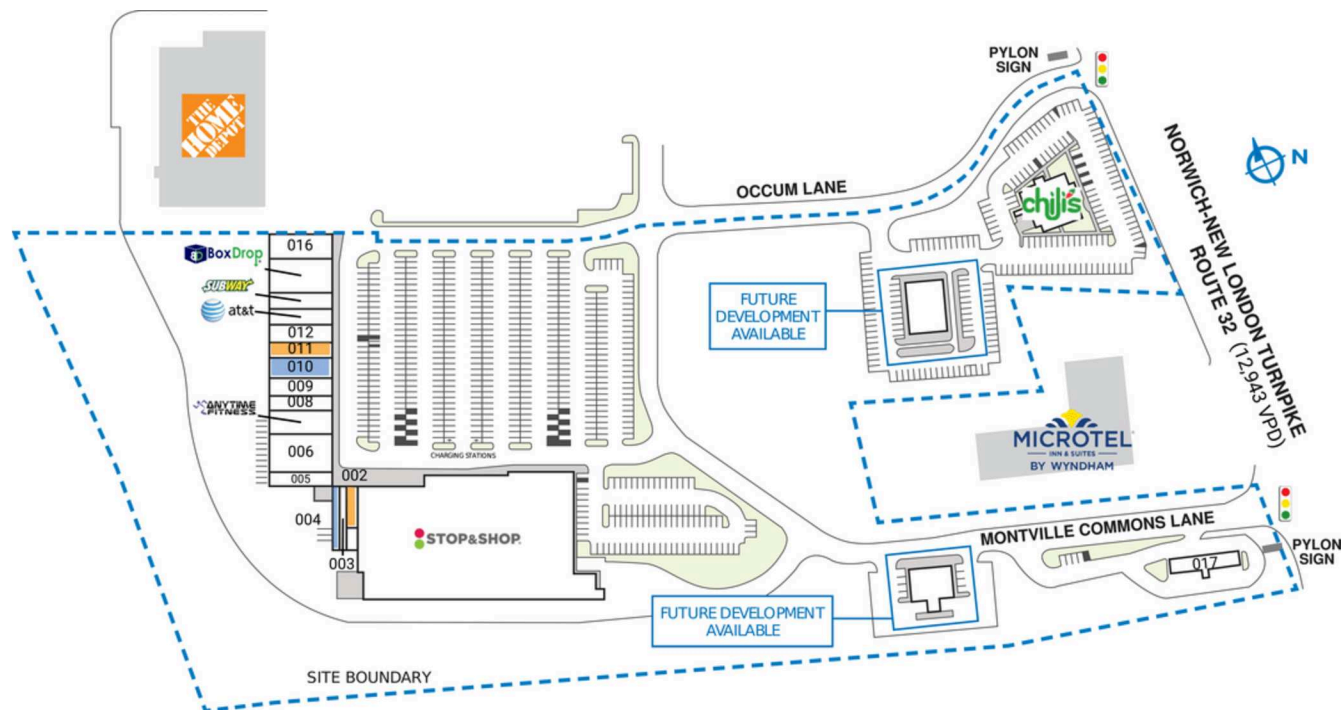 PYLON
SIGN
THE
HOME
DEPOT
NORWICH-NEW LONDON TURNPIKE
ROUTE 32 (12,943 VPD)
N
OCCUM LANE
chili's
016
BoxDrop
SUBWAY
at&t
012
011
010
009
008
ANYTIME
FITNESS
006
005
002
004
003
CHARGING STATIONS
FUTURE
DEVELOPMENT
AVAILABLE
MICROTEL
INN & SUITES
BY WYNDHAM
STOP&SHOP
MONTVILLE COMMONS LANE
PYLON
SIGN
017
FUTURE DEVELOPMENT
AVAILABLE
SITE BOUNDARY